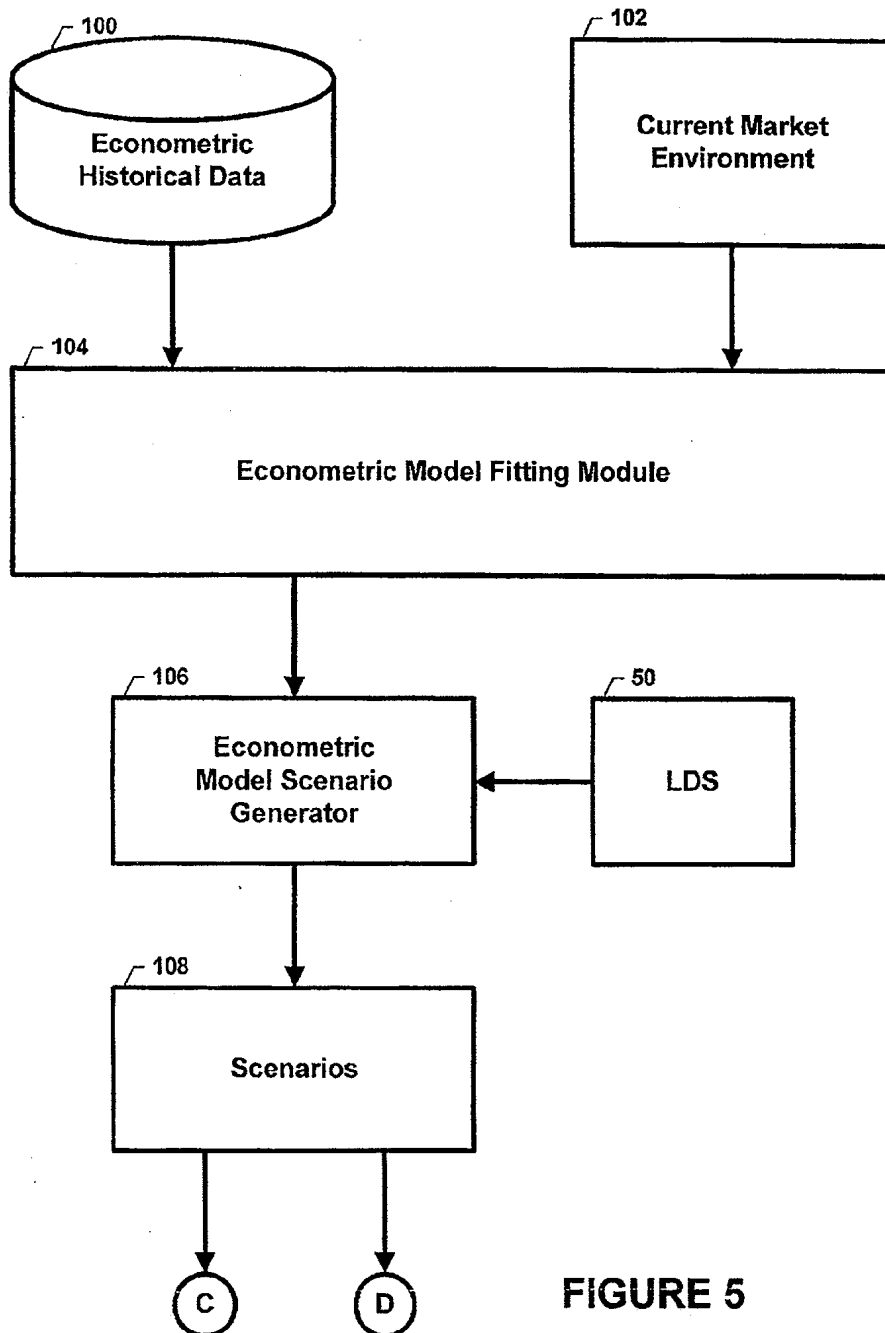 100
Econometric
Historical Data
102
Current Market
Environment
104
Econometric Model Fitting Module
106
Econometric
Model Scenario
Generator
50
LDS
108
Scenarios
C
D
FIGURE 5